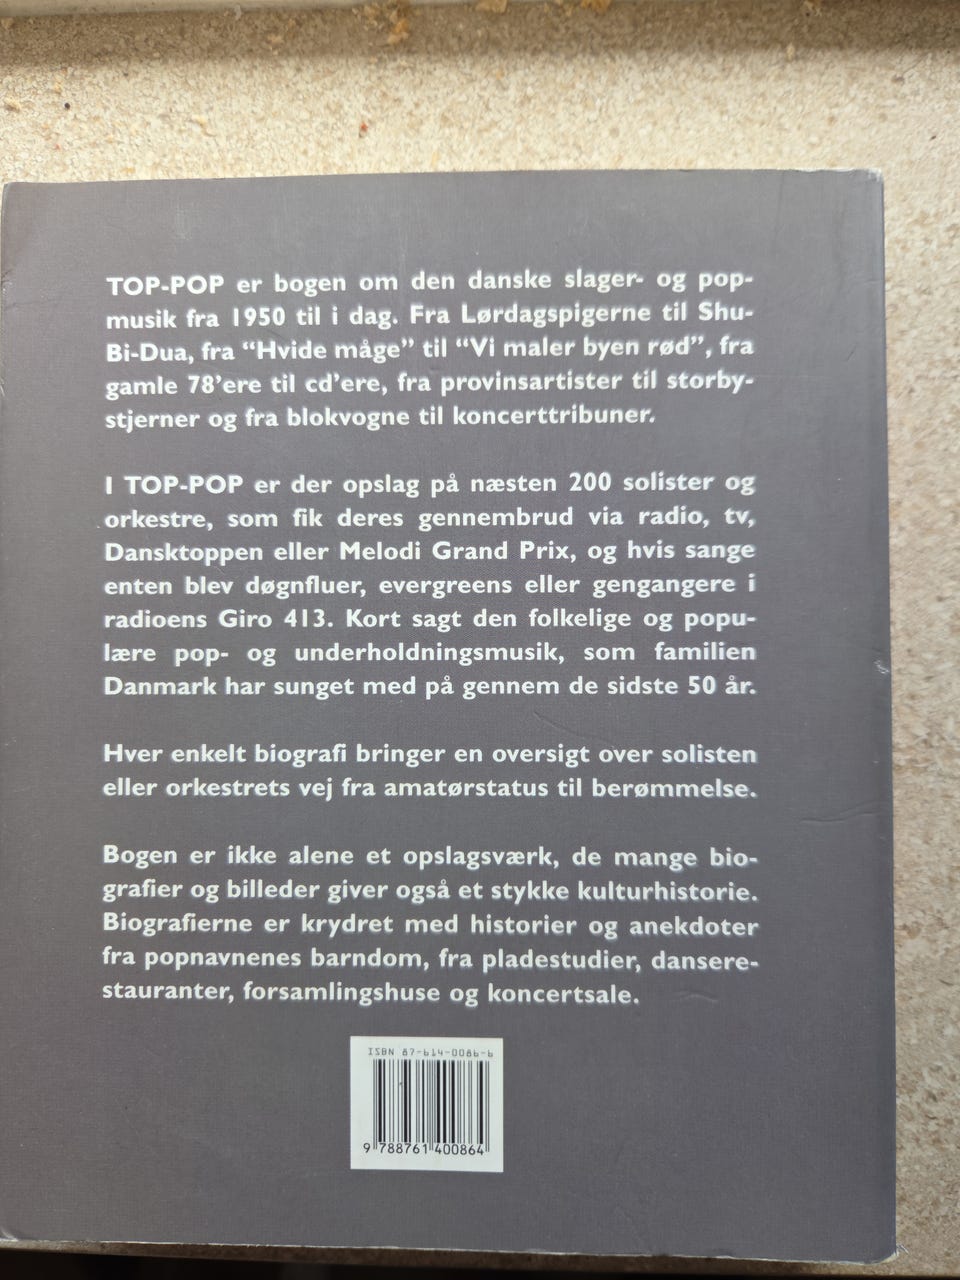 TOP-POP er bogen om den danske slager- og pop-
musik fra 1950 til i dag. Fra Lørdagspigerne til Shu-
Bi-Dua, fra “Hvide måge” til “Vi maler byen rød”, fra
gamle 78’ere til cd’ere, fra provinsartister til storby-
stjerner og fra blokvogne til koncerttribuner.
I TOP-POP er der opslag på næsten 200 solister og
orkestre, som fik deres gennembrud via radio, tv,
Dansktoppen eller Melodi Grand Prix, og hvis sange
enten blev døgnfluer, evergreens eller gengangere i
radioens Giro 413. Kort sagt den folkelige og popu-
lære pop- og underholdningsmusik, som familien
Danmark har sunget med på gennem de sidste 50 år.
Hver enkelt biografi bringer en oversigt over solisten
eller orkestrets vej fra amatørstatus til berømmelse.
Bogen er ikke alene et opslagsværk, de mange bio-
grafier og billeder giver også et stykke kulturhistorie.
Biografierne er krydret med historier og anekdoter
fra popnavnenes barndom, fra pladestudier, dansere-
stauranter, forsamlingshuse og koncertsale.
ISBN 87-614-0086-6
9 788761 400864